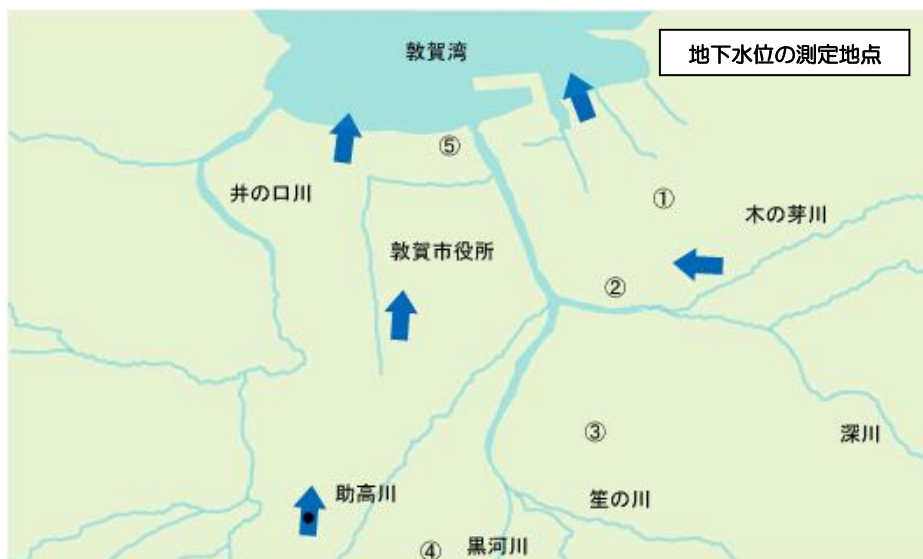 敦賀湾
地下水位の測定地点
⑤
井の口川
①
木の芽川
敦賀市役所
②
③
深川
助高川
笙の川
④
黒河川